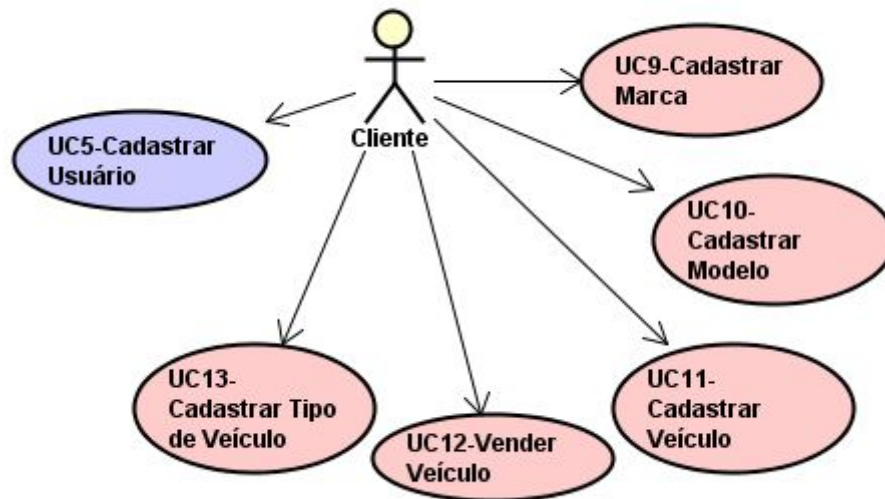 UC9-Cadastrar
Marca
UC5-Cadastrar
Usuário
Cliente
UC10-
Cadastrar
Modelo
UC13-
Cadastrar Tipo
de Veículo
UC12-Vender
Veículo
UC11-
Cadastrar
Veículo